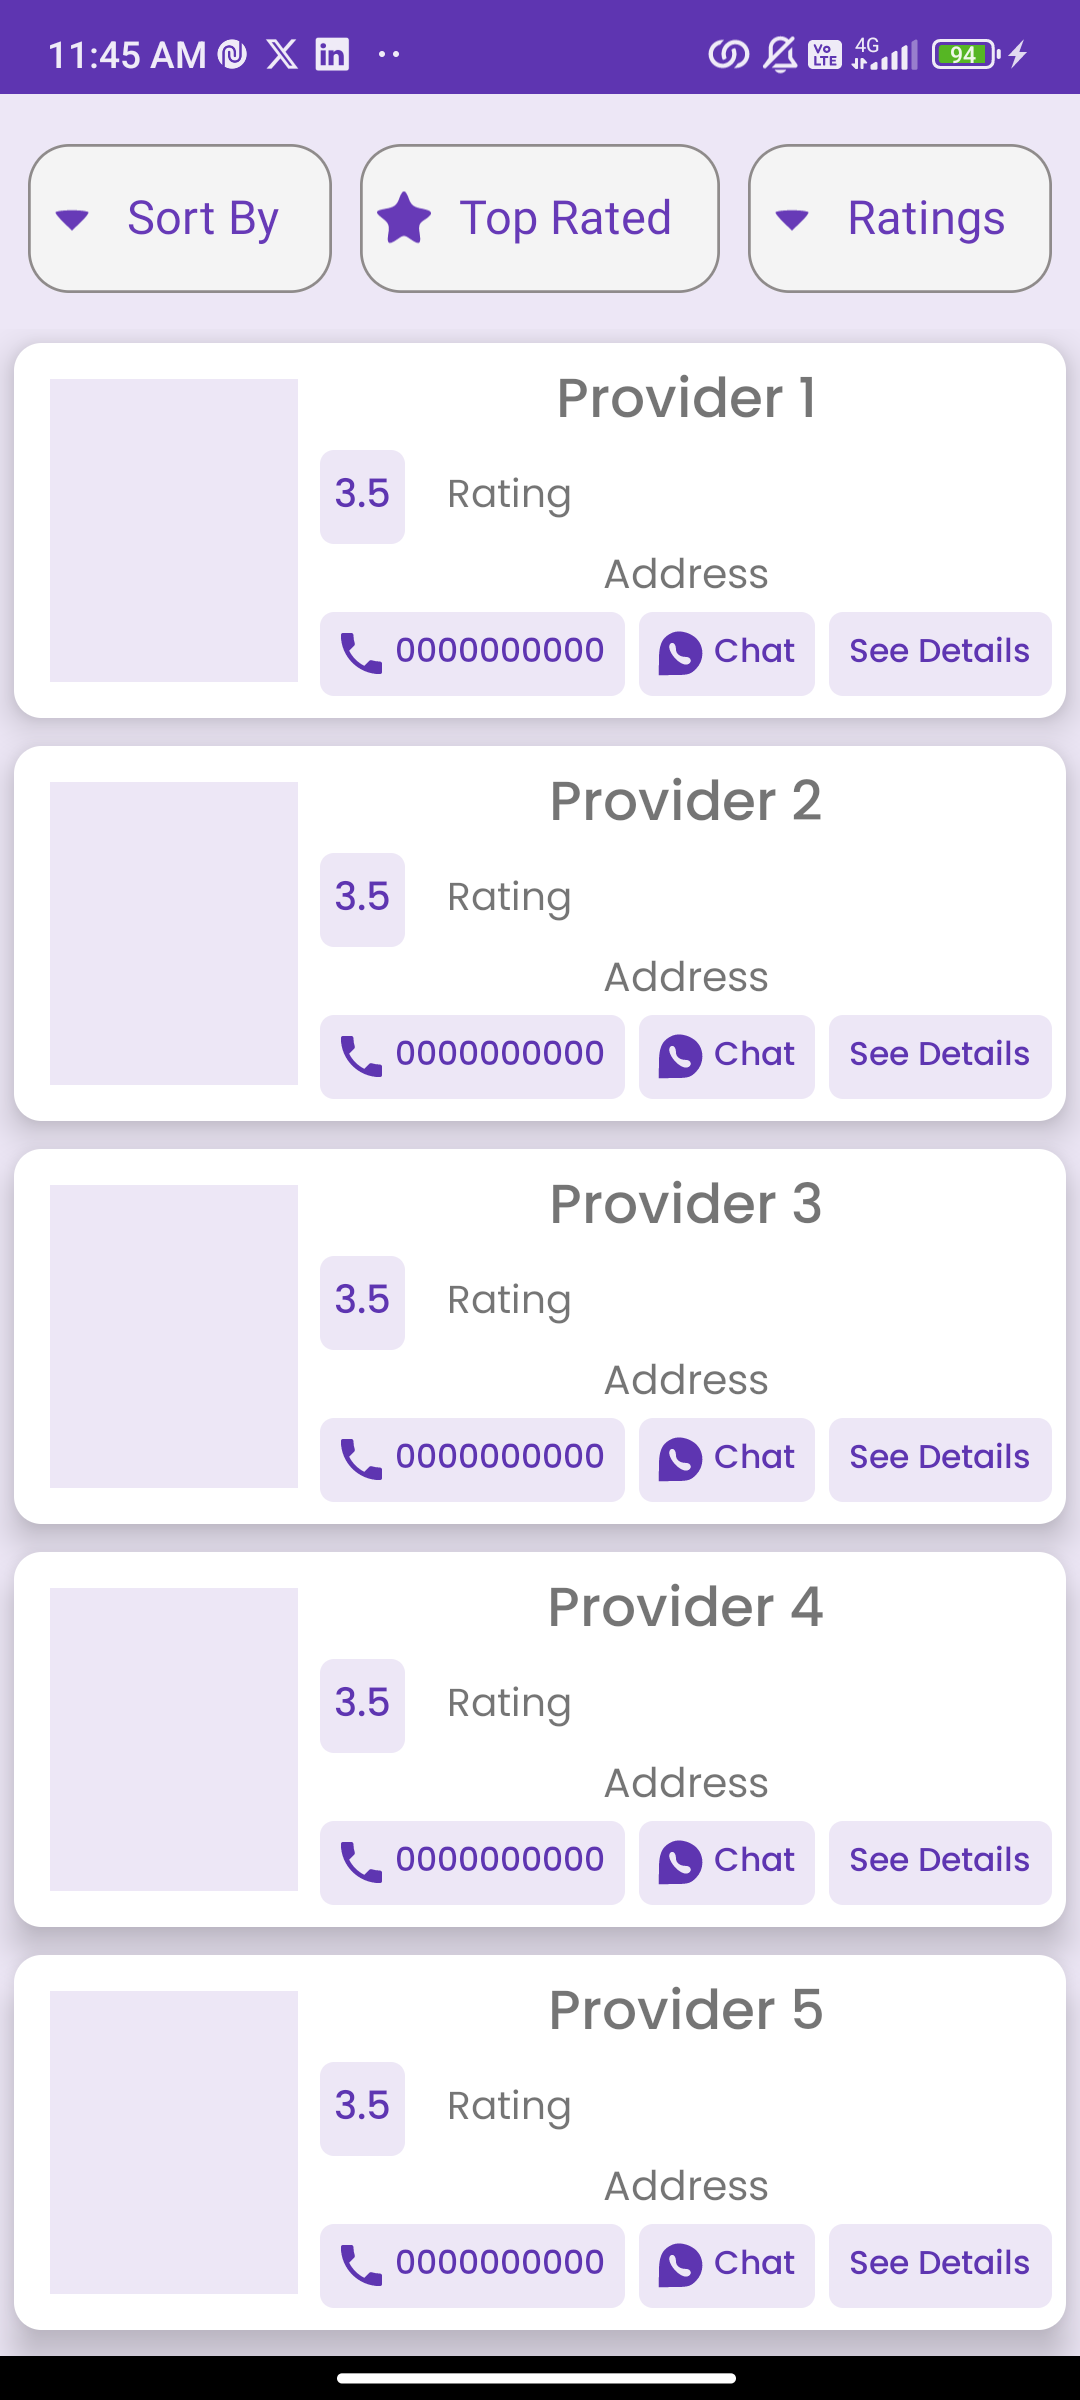 11:45 AM
Vo LTE 4G 94
Sort By Top Rated Ratings
Provider 1
3.5 Rating
Address
0000000000 Chat See Details
Provider 2
3.5 Rating
Address
0000000000 Chat See Details
Provider 3
3.5 Rating
Address
0000000000 Chat See Details
Provider 4
3.5 Rating
Address
0000000000 Chat See Details
Provider 5
3.5 Rating
Address
0000000000 Chat See Details